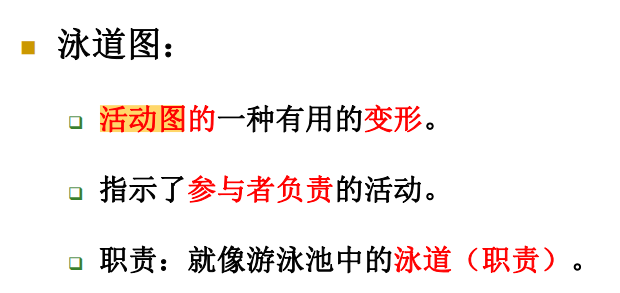 泳道图：
活动图的一种有用的变形。
指示了参与者负责的活动。
职责：就像游泳池中的泳道（职责）。